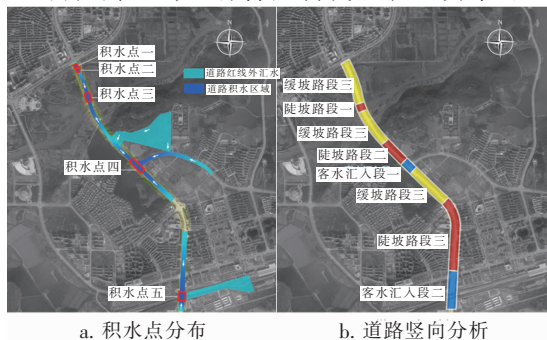 积水点一
积水点二
积水点三
积水点四
积水点五
道路红线外汇水
道路积水区域
N
a. 积水点分布
N
缓坡路段三
陡坡路段一
缓坡路段三
陡坡路段二
客水汇入段一
缓坡路段三
陡坡路段三
客水汇入段二
b. 道路竖向分析